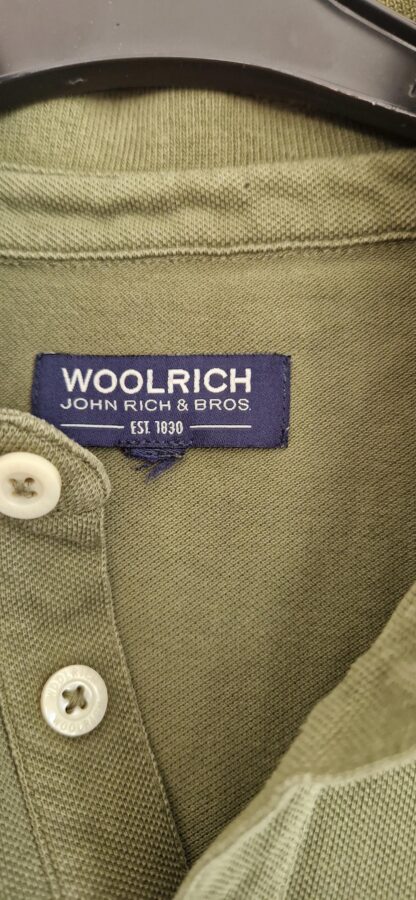 WOOLRICH
JOHN RICH & BROS.
EST. 1830